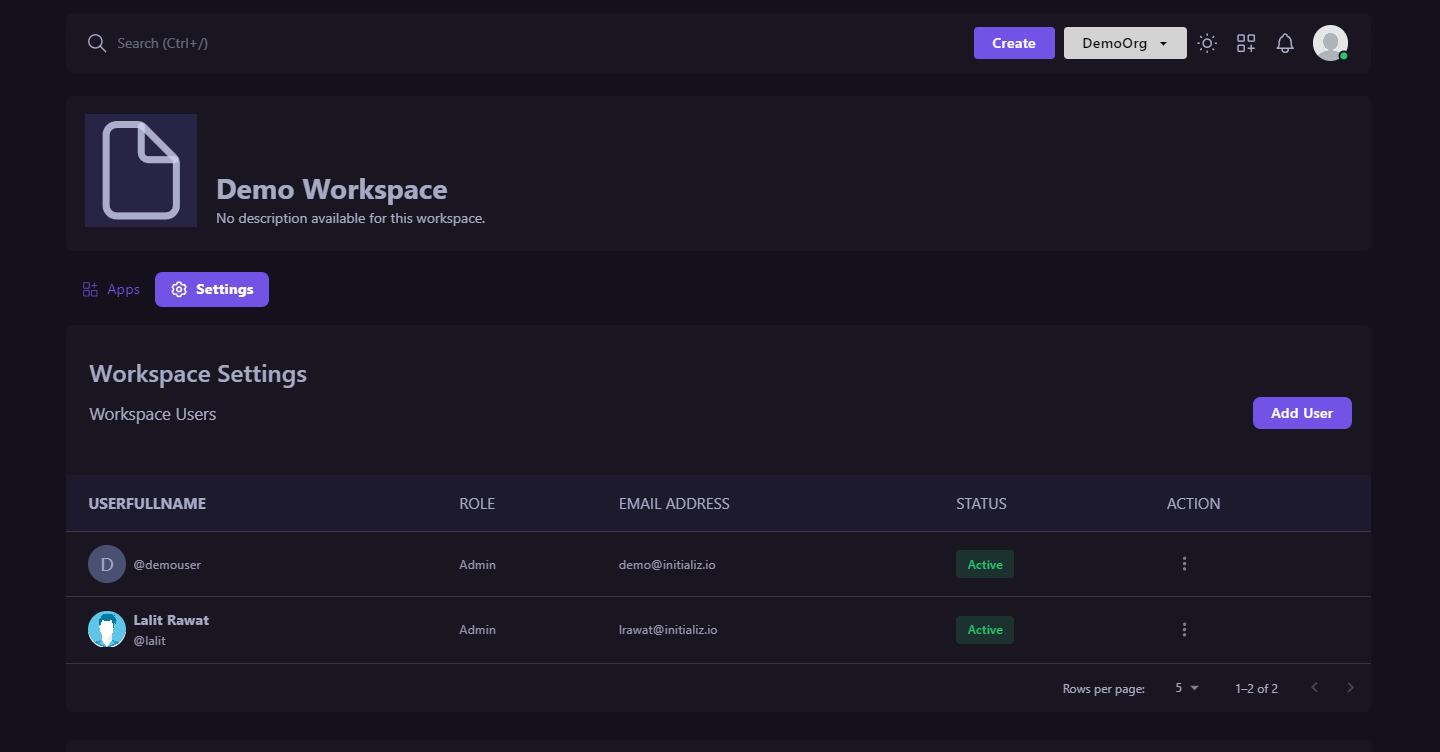 Search (Ctrl+/)
Create
DemoOrg
Demo Workspace
No description available for this workspace.
Apps
Settings
Workspace Settings
Workspace Users
Add User
USERFULLNAME ROLE EMAIL ADDRESS STATUS ACTION
D @demouser Admin demo@initializ.io Active
Lalit Rawat
@lalit Admin lrawat@initializ.io Active
Rows per page: 5 1–2 of 2